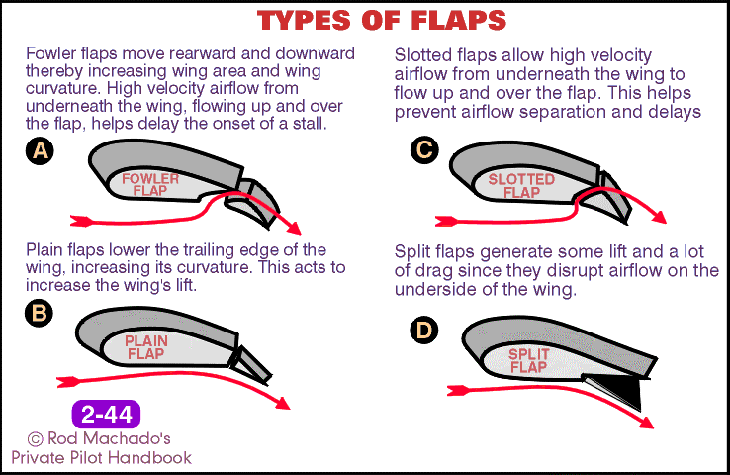 TYPES OF FLAPS
Fowler flaps move rearward and downward
thereby increasing wing area and wing
curvature. High velocity airflow from
underneath the wing, flowing up and over
the flap, helps delay the onset of a stall.
A
FOWLER
FLAP
Plain flaps lower the trailing edge of the
wing, increasing its curvature. This acts to
increase the wing's lift.
B
PLAIN
FLAP
Slotted flaps allow high velocity
airflow from underneath the wing to
flow up and over the flap. This helps
prevent airflow separation and delays
C
SLOTTED
FLAP
Split flaps generate some lift and a lot
of drag since they disrupt airflow on the
underside of the wing.
D
SPLIT
FLAP
2-44
© Rod Machado's
Private Pilot Handbook